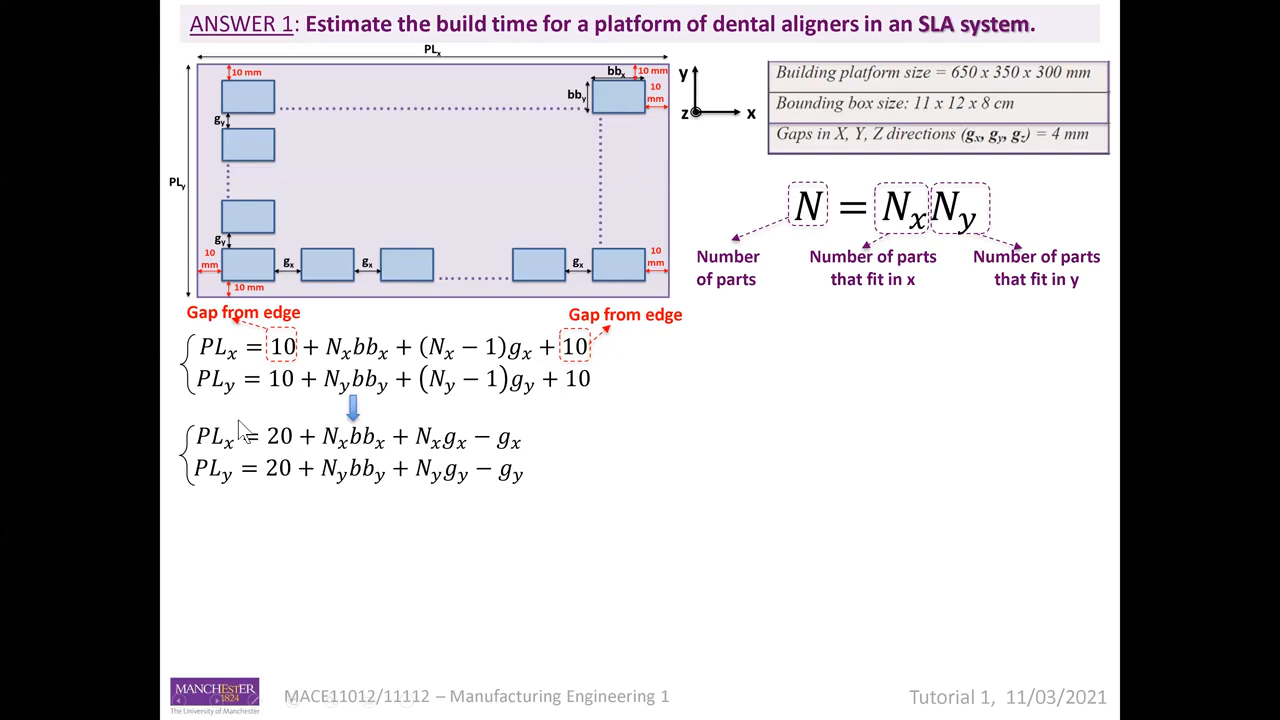 ANSWER 1: Estimate the build time for a platform of dental aligners in an SLA system.
PLx
10 mm
bbx
10 mm
bby
10
mm
gy
PLy
gy
10
mm
gx
gx
gx
10
mm
10 mm
y
z
x
Building platform size = 650 x 350 x 300 mm
Bounding box size: 11 x 12 x 8 cm
Gaps in X, Y, Z directions (gx, gy, gz) = 4 mm
N = NxNy
Number
of parts
Number of parts
that fit in x
Number of parts
that fit in y
Gap from edge
Gap from edge
PLx = 10 + Nxbbx + (Nx − 1)gx + 10
PLy = 10 + Nybby + (Ny − 1)gy + 10
PLx = 20 + Nxbbx + Nxgx − gx
PLy = 20 + Nybby + Nygy − gy
MANCHESTER
1824
The University of Manchester
MACE11012/11112 – Manufacturing Engineering 1
Tutorial 1, 11/03/2021